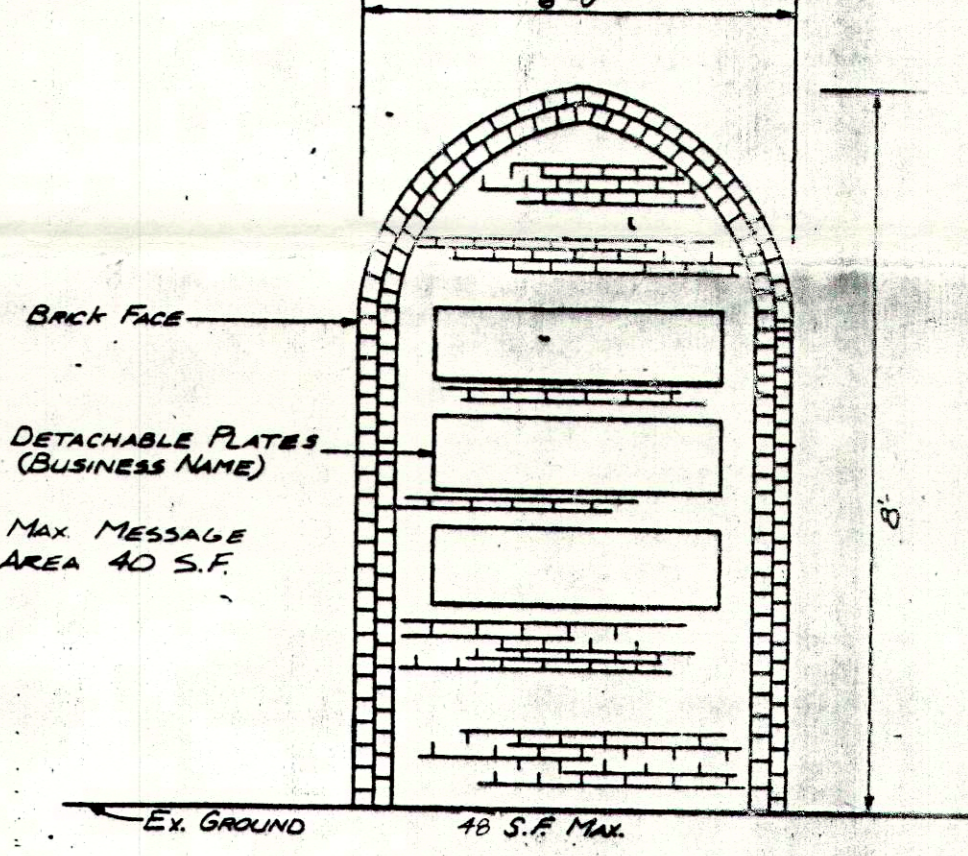 BRICK FACE
DETACHABLE PLATES
(BUSINESS NAME)
MAX. MESSAGE
AREA 40 S.F.
8'
EX. GROUND
48 S.F. MAX.